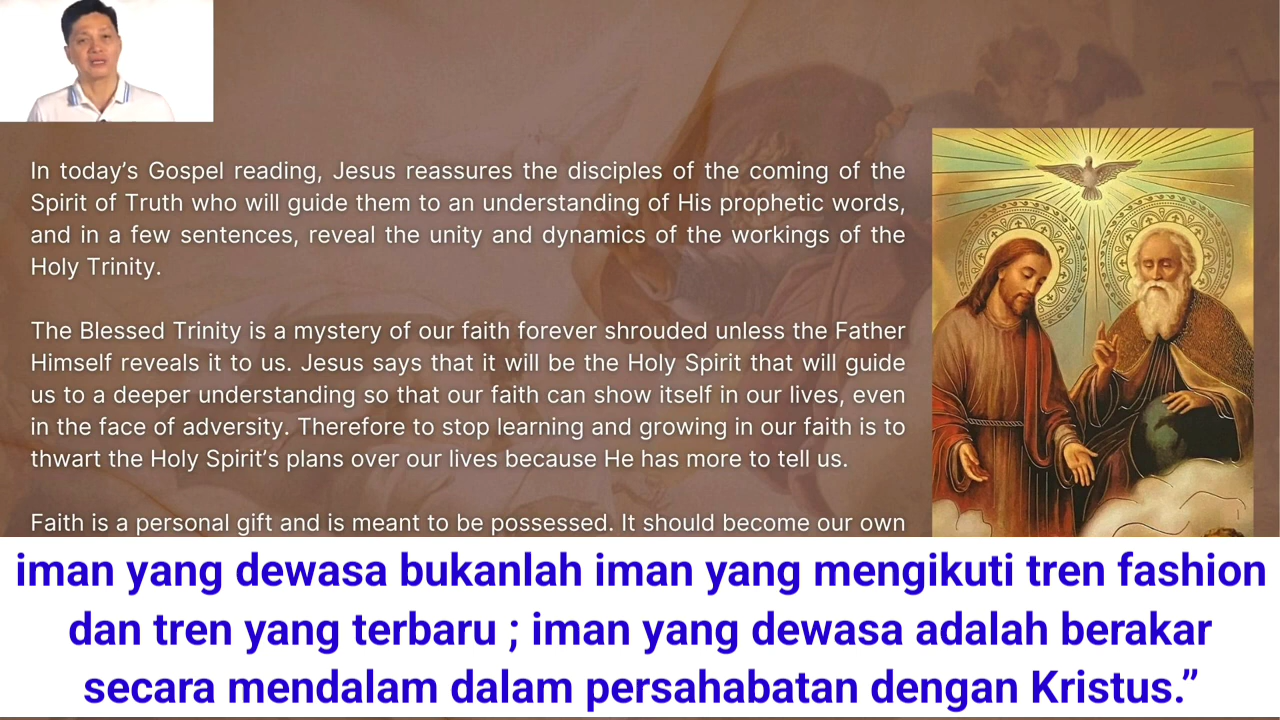 In today’s Gospel reading, Jesus reassures the disciples of the coming of the
Spirit of Truth who will guide them to an understanding of His prophetic words,
and in a few sentences, reveal the unity and dynamics of the workings of the
Holy Trinity.
The Blessed Trinity is a mystery of our faith forever shrouded unless the Father
Himself reveals it to us. Jesus says that it will be the Holy Spirit that will guide
us to a deeper understanding so that our faith can show itself in our lives, even
in the face of adversity. Therefore to stop learning and growing in our faith is to
thwart the Holy Spirit’s plans over our lives because He has more to tell us.
Faith is a personal gift and is meant to be possessed. It should become our own
iman yang dewasa bukanlah iman yang mengikuti tren fashion
dan tren yang terbaru ; iman yang dewasa adalah berakar
secara mendalam dalam persahabatan dengan Kristus.”